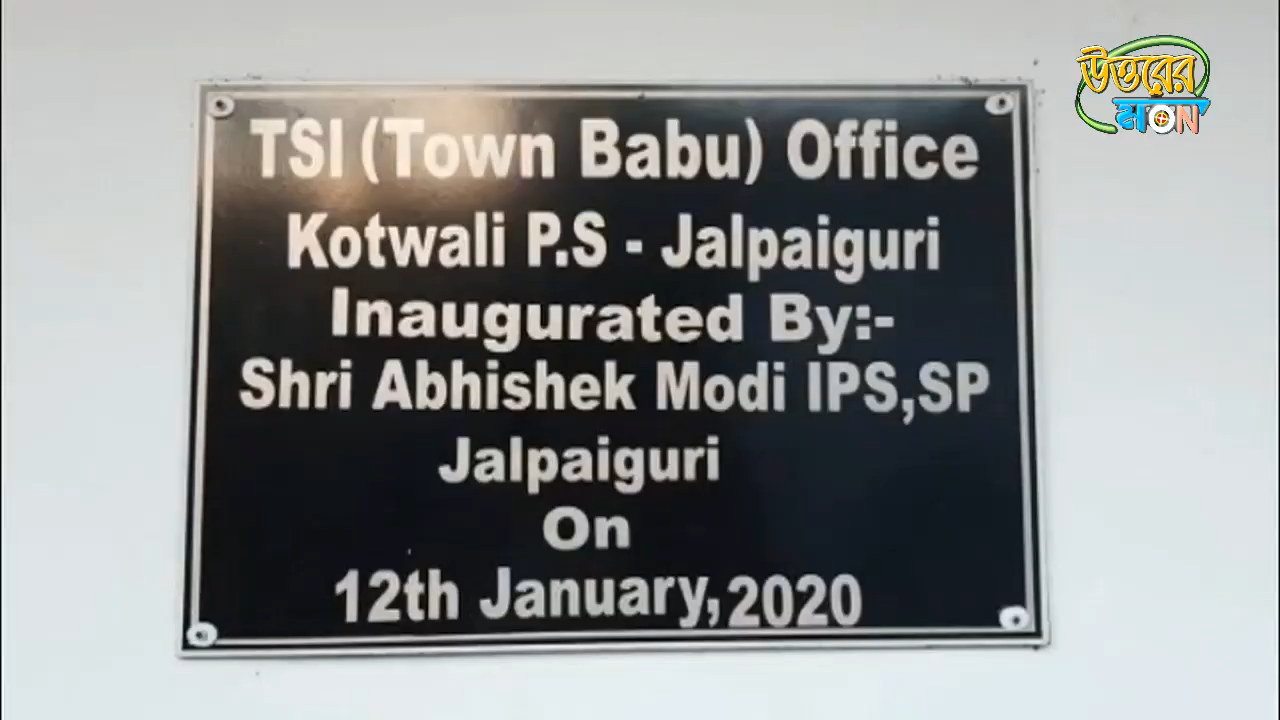 উত্তরের
মন
TSI (Town Babu) Office
Kotwali P.S - Jalpaiguri
Inaugurated By:-
Shri Abhishek Modi IPS,SP
Jalpaiguri
On
12th January,2020